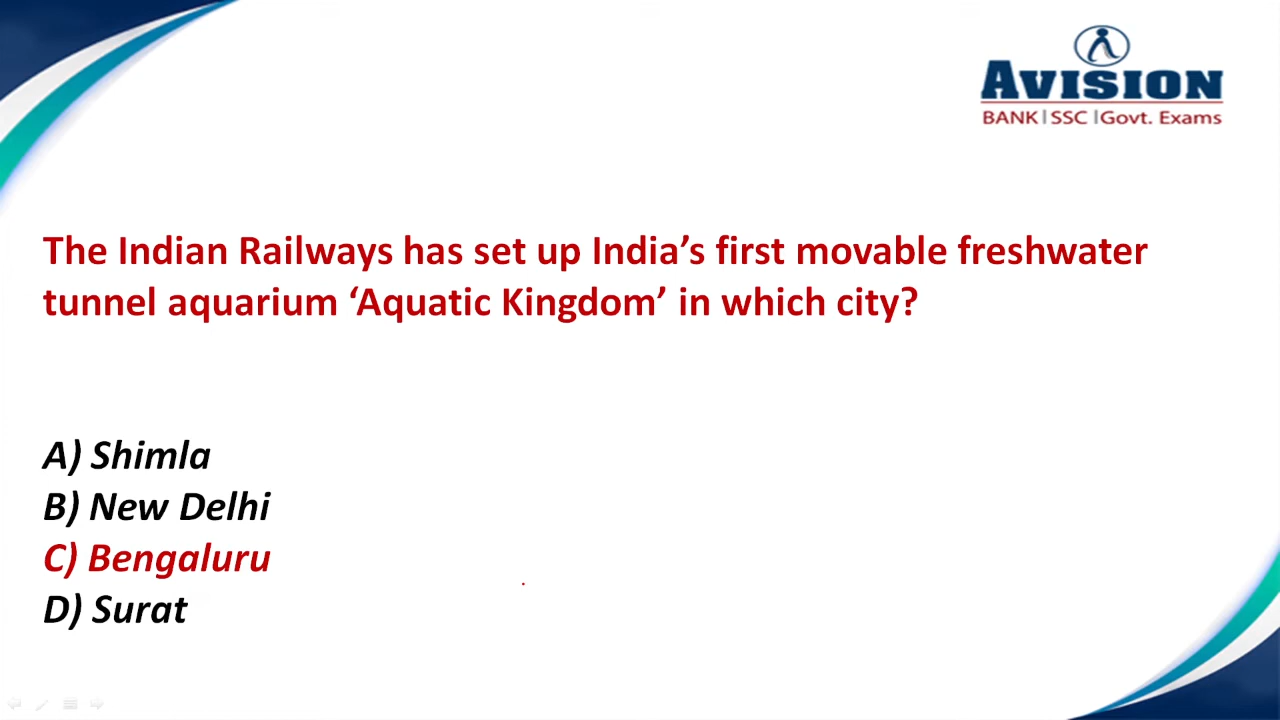 AVISION
BANK|SSC|Govt. Exams
The Indian Railways has set up India’s first movable freshwater
tunnel aquarium ‘Aquatic Kingdom’ in which city?
A) Shimla
B) New Delhi
C) Bengaluru
D) Surat